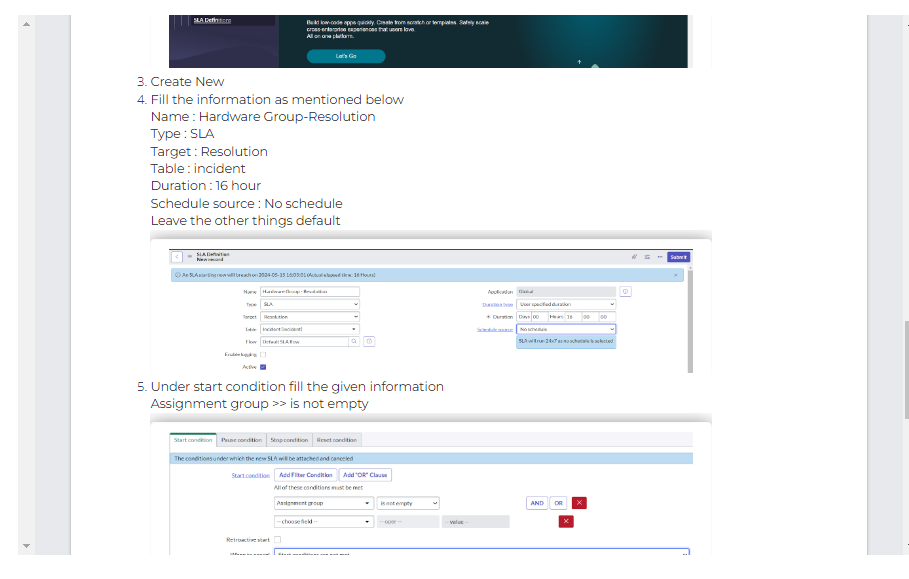 SLA Definitions
Build low-code apps quickly. Create from scratch or templates. Safely scale
cross-enterprise experiences that users love.
All on one platform.
Let's Go
3. Create New
4. Fill the information as mentioned below
Name : Hardware Group-Resolution
Type : SLA
Target : Resolution
Table : incident
Duration : 16 hour
Schedule source : No schedule
Leave the other things default
SLA Definition
New record
Submit
An SLA starting now will breach on 2024-05-15 16:09:01 (Actual elapsed time: 16 Hours)
Name Hardware Group - Resolution Application Global
Type SLA Duration type User specified duration
Target Resolution Duration Days 00 Hours 16 00 00
Table Incident [incident] Schedule source No schedule
Flow Default SLA flow SLA will run 24x7 as no schedule is selected
Enable logging
Active
5. Under start condition fill the given information
Assignment group >> is not empty
Start condition Pause condition Stop condition Reset condition
The conditions under which the new SLA will be attached and canceled
Start condition Add Filter Condition Add "OR" Clause
All of these conditions must be met
Assignment group is not empty AND OR
-- choose field -- -- oper -- -- value --
Retroactive start
When to cancel Start conditions are not met